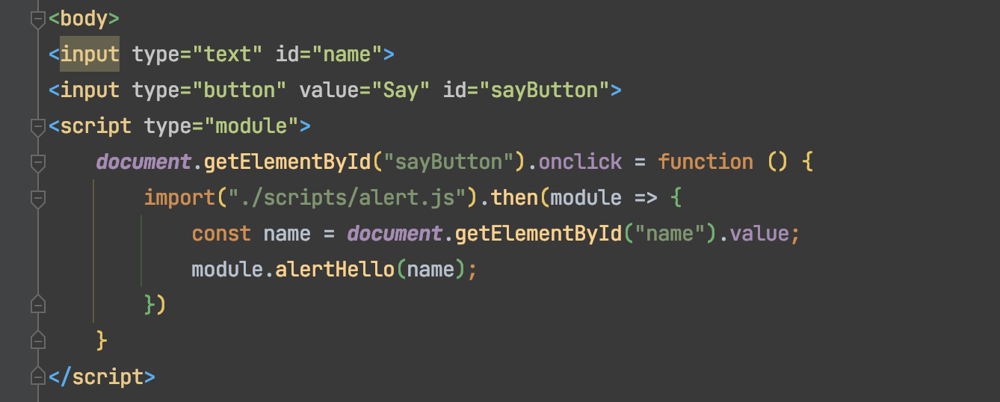 <body>
<input type="text" id="name">
<input type="button" value="Say" id="sayButton">
<script type="module">
    document.getElementById("sayButton").onclick = function () {
        import("./scripts/alert.js").then(module => {
            const name = document.getElementById("name").value;
            module.alertHello(name);
        })
    }
</script>